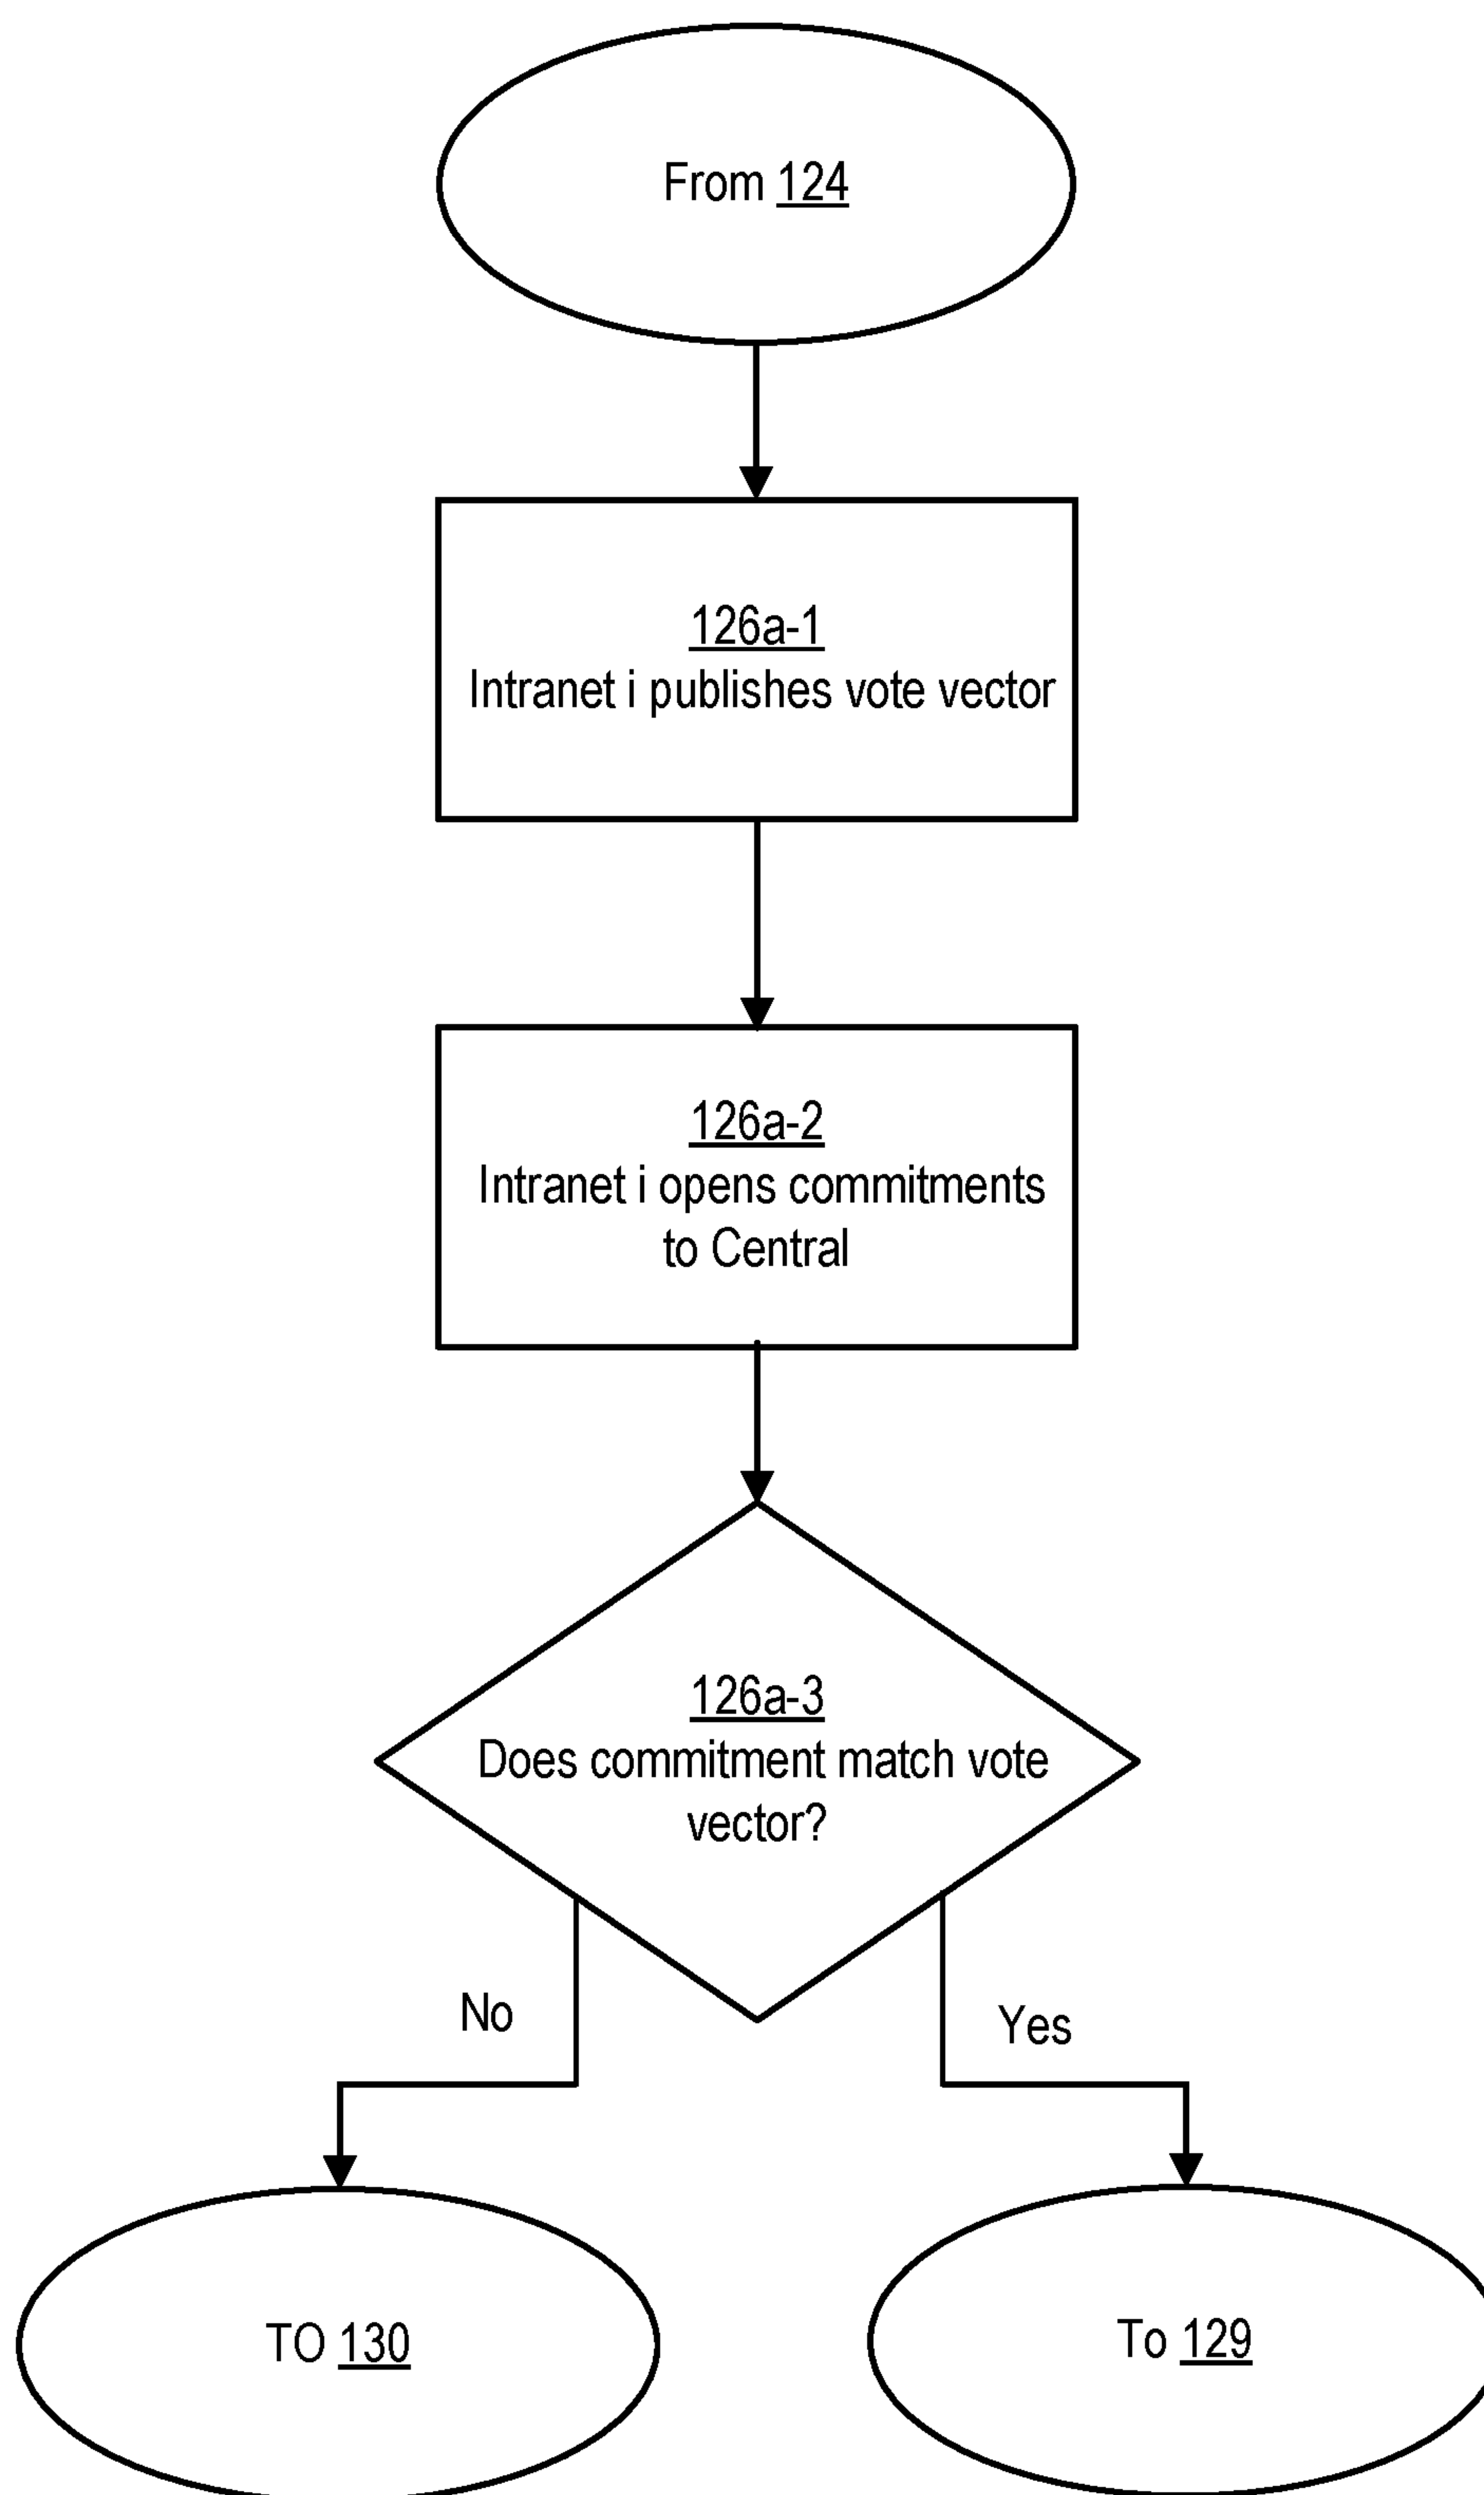 From 124
126a-1
Intranet i publishes vote vector
126a-2
Intranet i opens commitments
to Central
126a-3
Does commitment match vote
vector?
No
Yes
TO 130
To 129